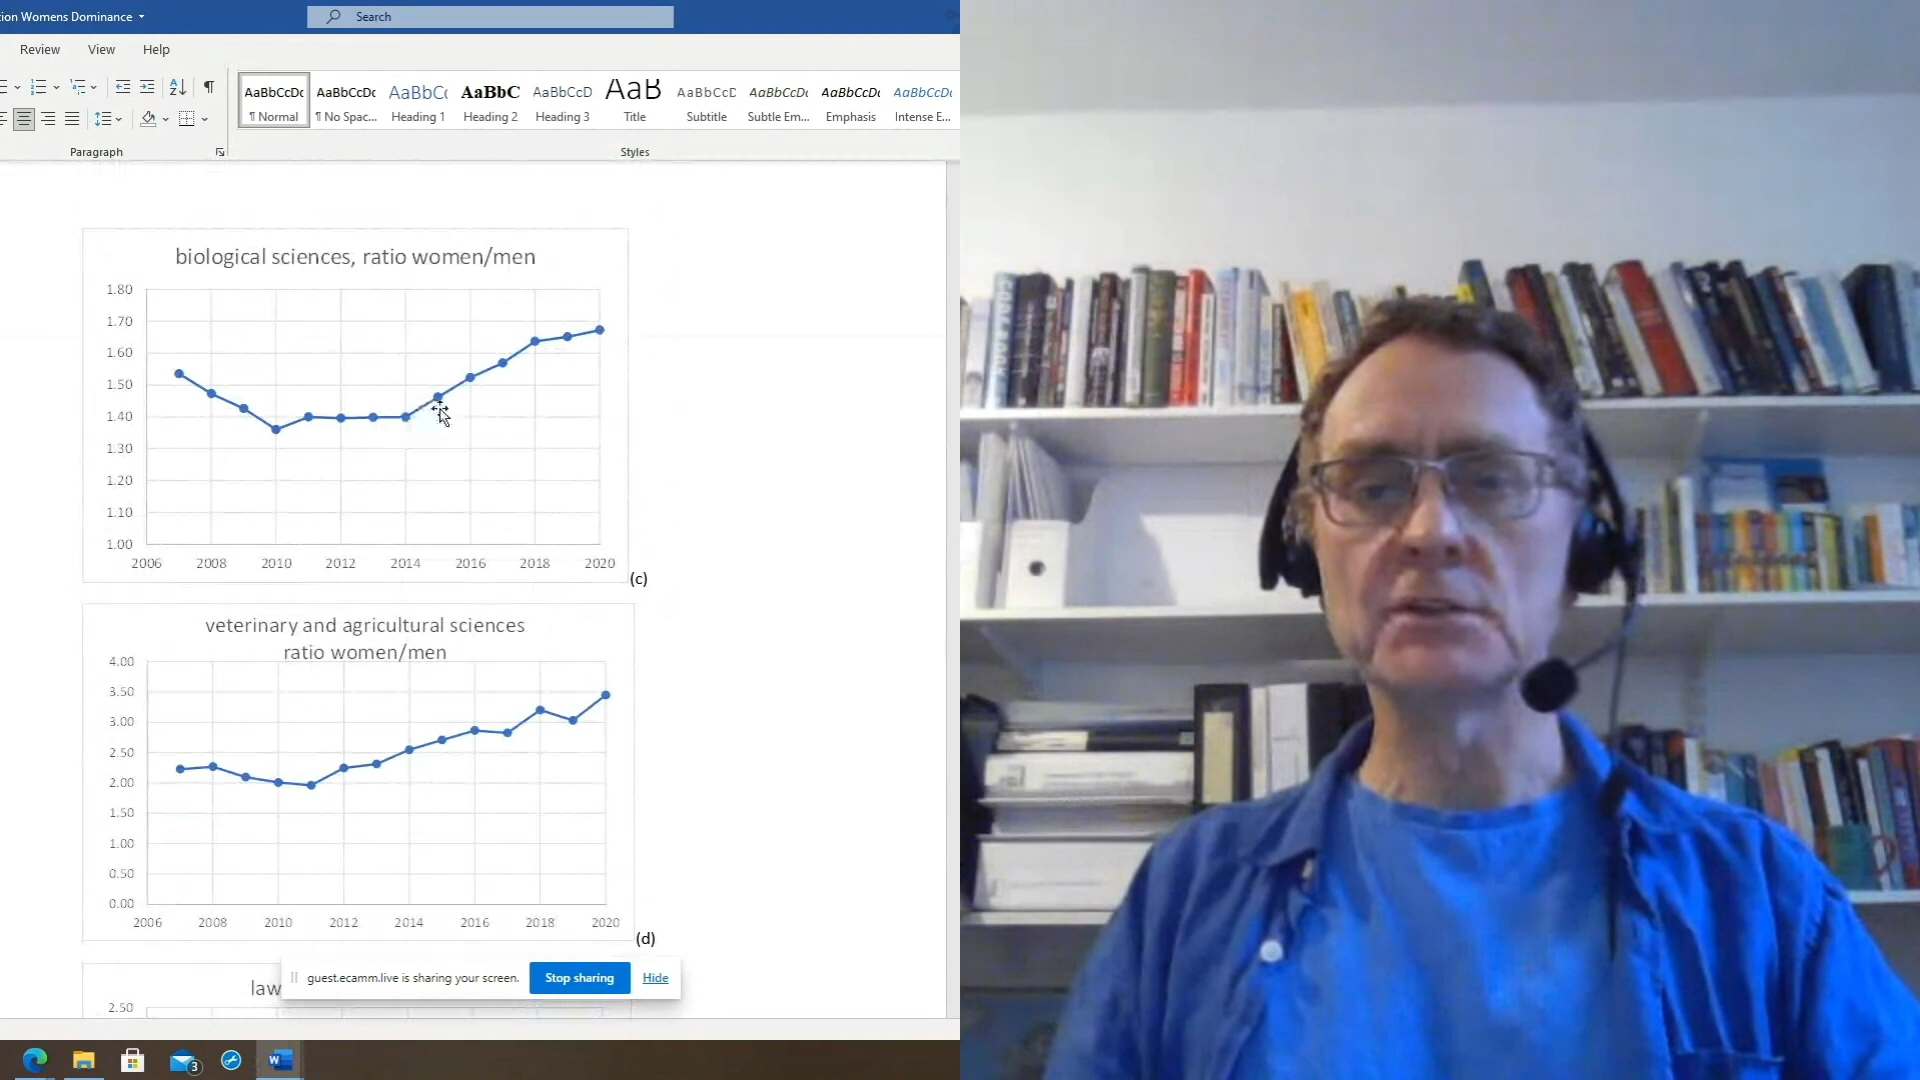 ion Womens Dominance
Search
Review View Help
AaBbCcDc AaBbCcDc AaBbCc AaBbC AaBbCcD AaB AaBbCcD AaBbCcDc AaBbCcDc AaBbCcDc
¶ Normal ¶ No Spac... Heading 1 Heading 2 Heading 3 Title Subtitle Subtle Em... Emphasis Intense E...
Paragraph Styles
biological sciences, ratio women/men
1.80
1.70
1.60
1.50
1.40
1.30
1.20
1.10
1.00
2006 2008 2010 2012 2014 2016 2018 2020
(c)
veterinary and agricultural sciences
ratio women/men
4.00
3.50
3.00
2.50
2.00
1.50
1.00
0.50
0.00
2006 2008 2010 2012 2014 2016 2018 2020
(d)
guest.ecamm.live is sharing your screen. Stop sharing Hide
law
2.50
3
W